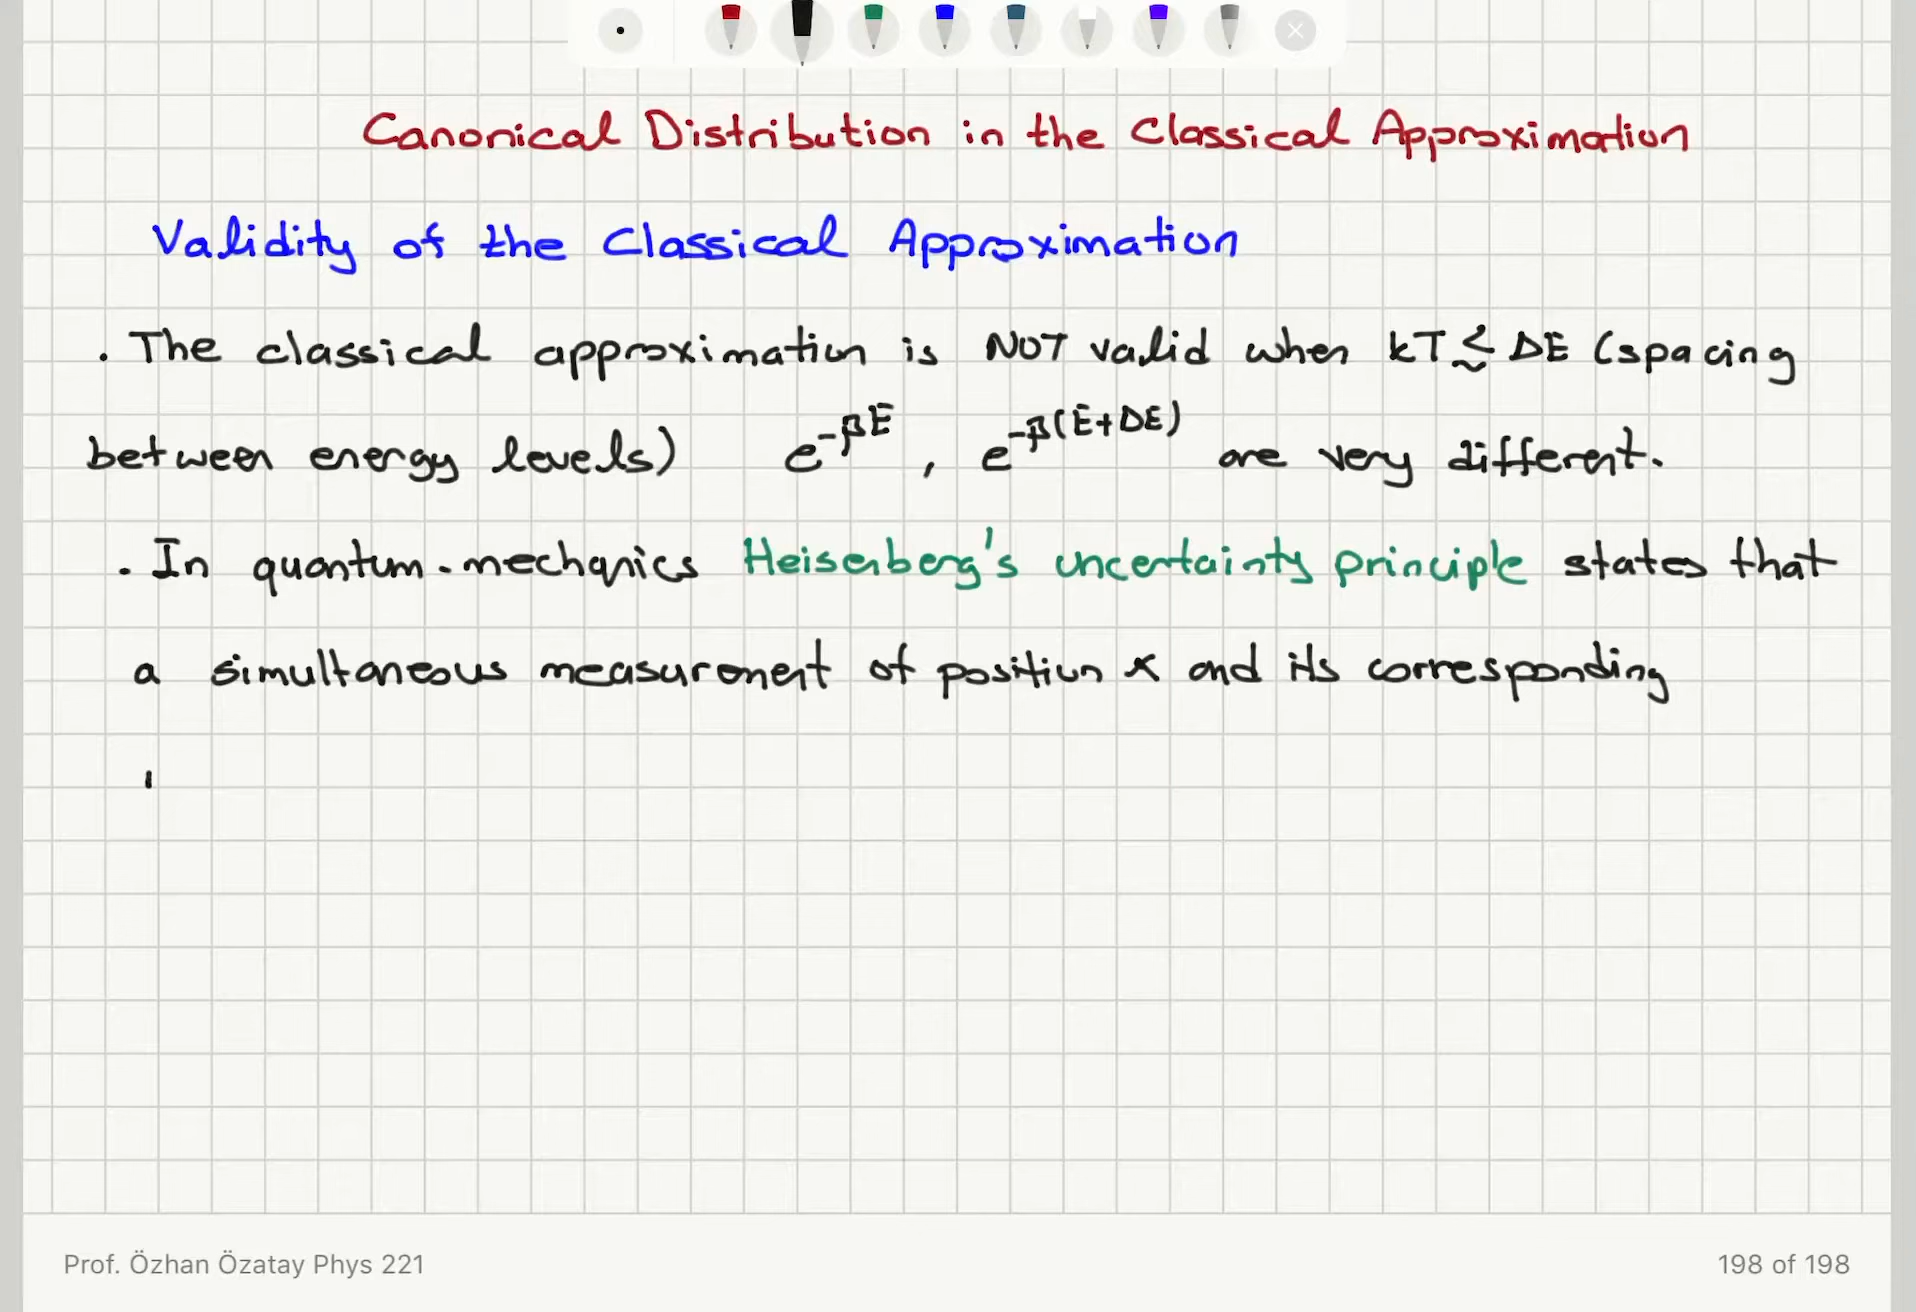 Canonical Distribution in the Classical Approximation
Validity of the Classical Approximation
. The classical approximation is NOT valid when kT ≲ ΔE (spacing
between energy levels) e^{-βE} , e^{-β(E+ΔE)} are very different.
. In quantum-mechanics Heisenberg's uncertainty principle states that
a simultaneous measurement of position x and its corresponding
Prof. Özhan Özatay Phys 221
198 of 198